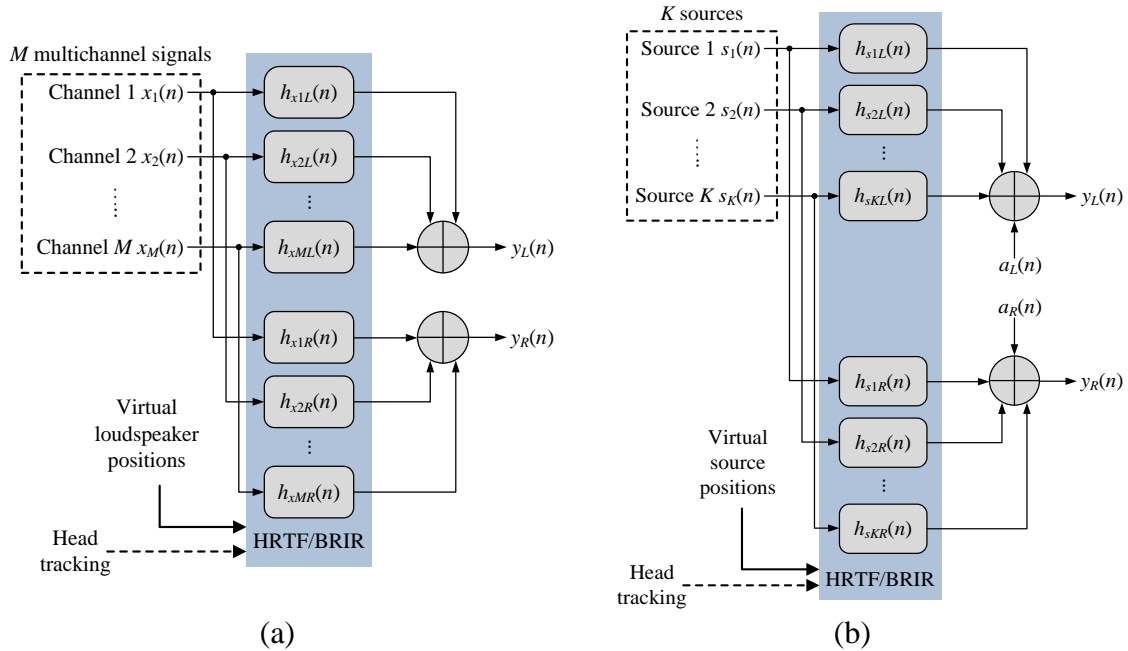 M multichannel signals
Channel 1 x1(n)
Channel 2 x2(n)
Channel M xM(n)
hx1L(n)
hx2L(n)
hxML(n)
yL(n)
hx1R(n)
hx2R(n)
hxMR(n)
yR(n)
Virtual
loudspeaker
positions
Head
tracking
HRTF/BRIR
(a)
K sources
Source 1 s1(n)
Source 2 s2(n)
Source K sK(n)
hs1L(n)
hs2L(n)
hsKL(n)
yL(n)
aL(n)
aR(n)
hs1R(n)
hs2R(n)
hsKR(n)
yR(n)
Virtual
source
positions
Head
tracking
HRTF/BRIR
(b)